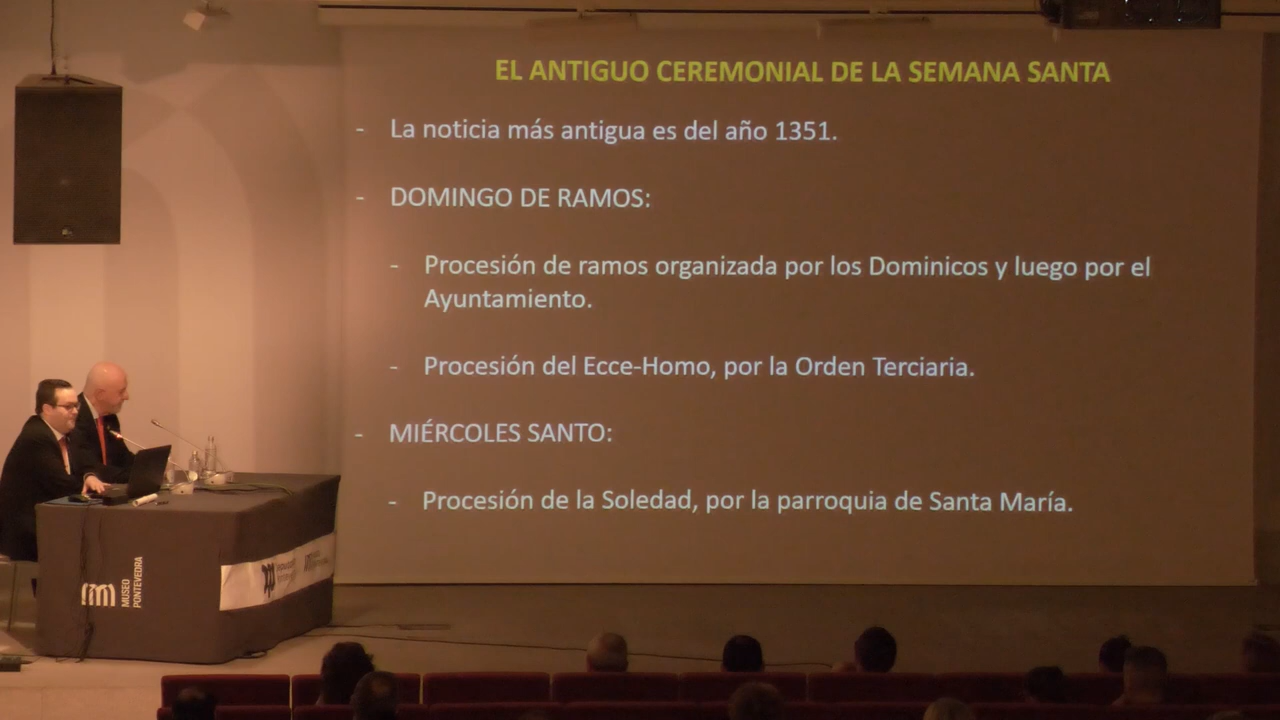 EL ANTIGUO CEREMONIAL DE LA SEMANA SANTA
- La noticia más antigua es del año 1351.
- DOMINGO DE RAMOS:
- Procesión de ramos organizada por los Dominicos y luego por el
Ayuntamiento.
- Procesión del Ecce-Homo, por la Orden Terciaria.
- MIÉRCOLES SANTO:
- Procesión de la Soledad, por la parroquia de Santa María.
MUSEO
PONTEVEDRA